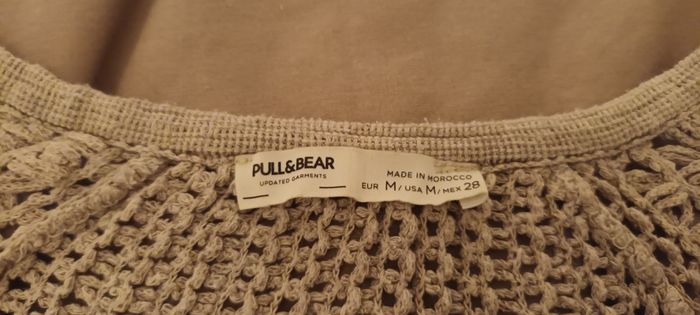 PULL&BEAR
UPDATED GARMENTS
MADE IN MOROCCO
EUR M / USA M / MEX 28